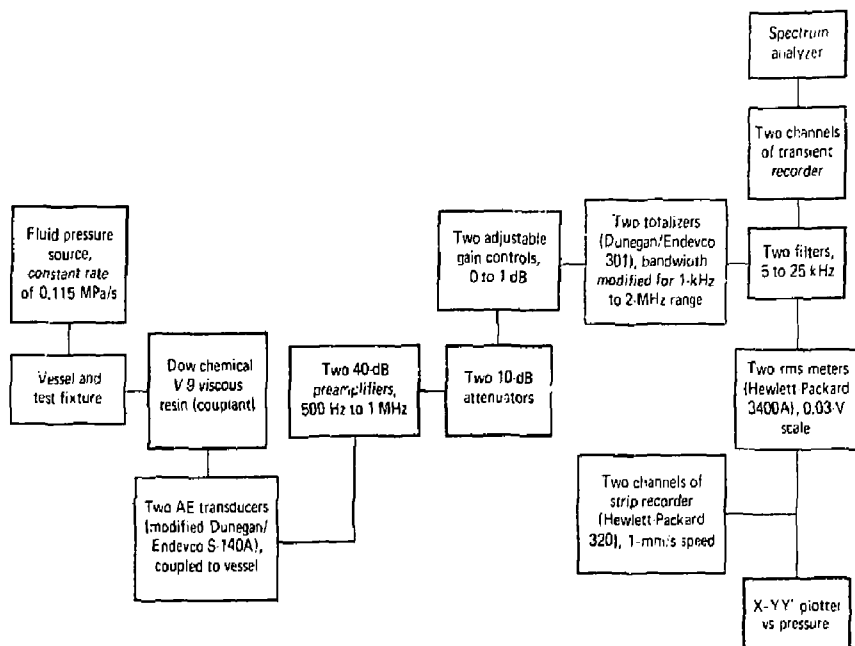 Fluid pressure
source,
constant rate
of 0.115 MPa/s
Vessel and
test fixture
Dow chemical
V 9 viscous
resin (couplant)
Two AE transducers
(modified Dunegan/
Endevco S-140A),
coupled to vessel
Two 40-dB
preamplifiers,
500 Hz to 1 MHz
Two 10-dB
attenuators
Two adjustable
gain controls,
0 to 1 dB
Two totalizers
(Dunegan/Endevco
301), bandwidth
modified for 1-kHz
to 2-MHz range
Two filters,
5 to 25 kHz
Two channels
of transient
recorder
Spectrum
analyzer
Two rms meters
(Hewlett Packard
3400A), 0.03-V
scale
Two channels of
strip recorder
(Hewlett-Packard
320), 1-mm/s speed
X-YY' plotter
vs pressure